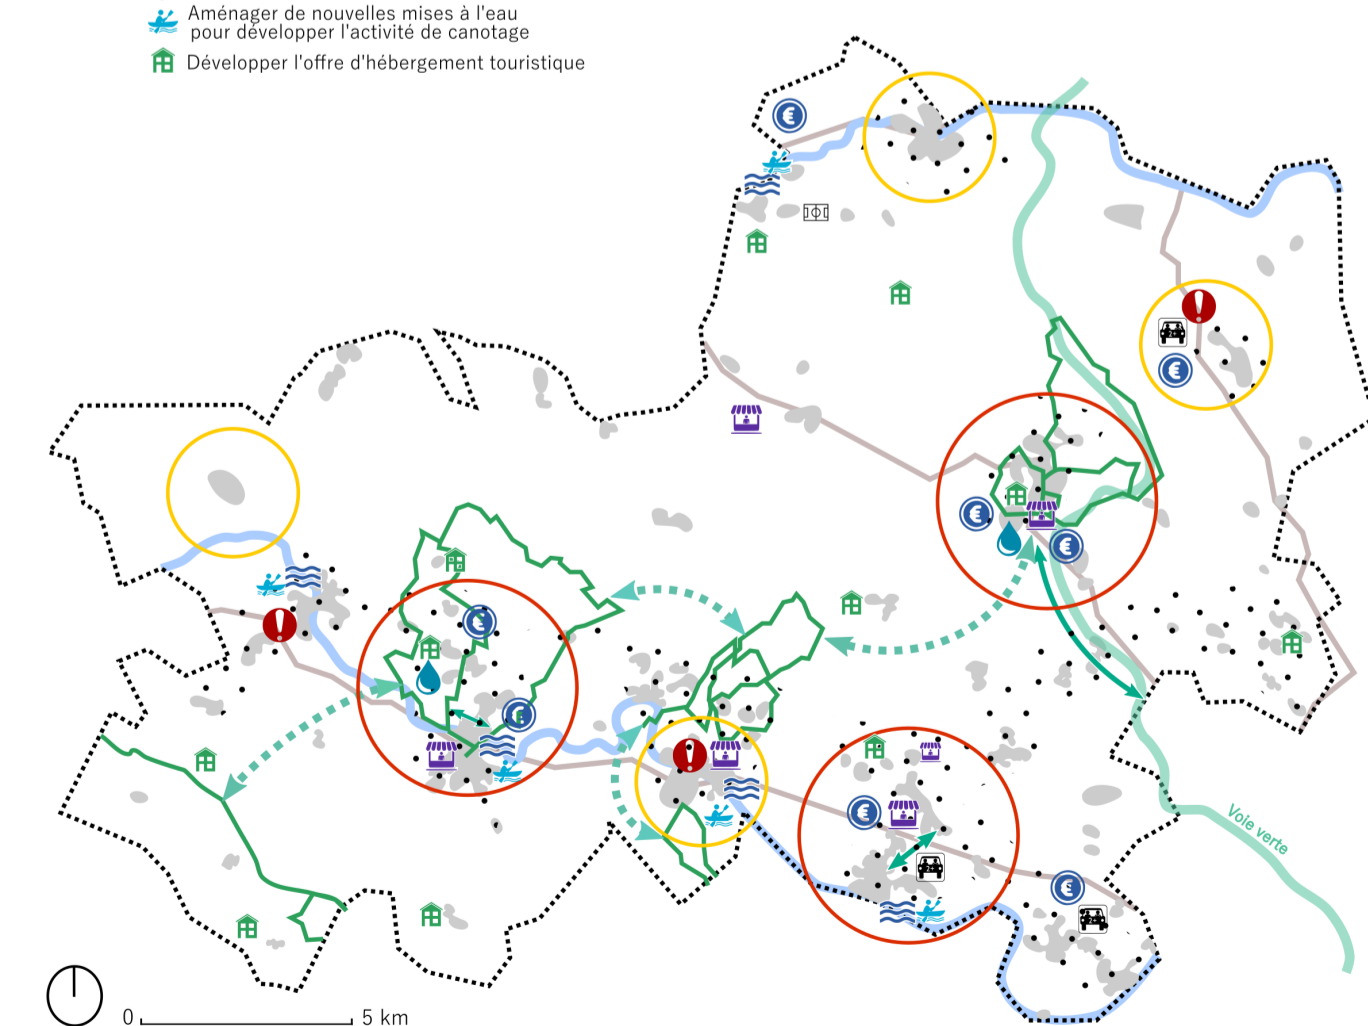 Aménager de nouvelles mises à l'eau
pour développer l'activité de canotage
Développer l'offre d'hébergement touristique
€
€
€
€
€
€
€
€
Voie verte
0 5 km